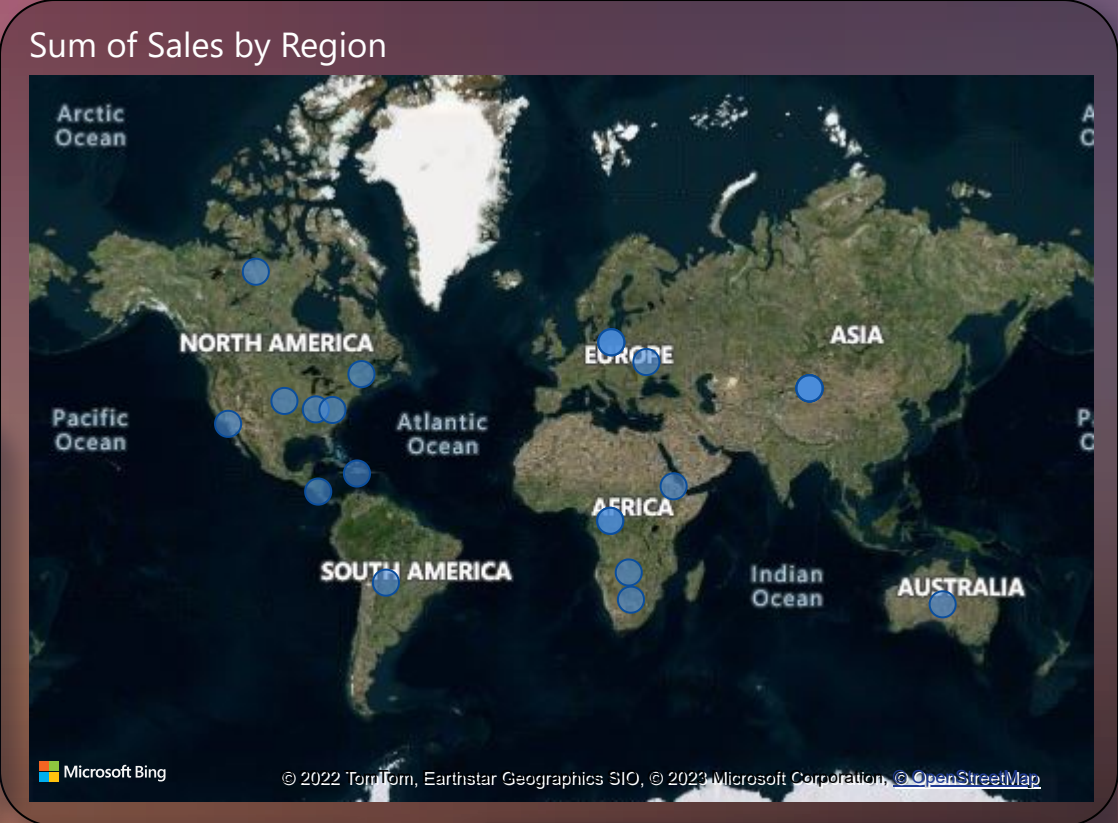 Sum of Sales by Region
Arctic
Ocean
A
O
NORTH AMERICA
EUROPE
ASIA
Pacific
Ocean
Atlantic
Ocean
P
O
AFRICA
SOUTH AMERICA
Indian
Ocean
AUSTRALIA
Microsoft Bing
© 2022 TomTom, Earthstar Geographics SIO, © 2023 Microsoft Corporation, © OpenStreetMap